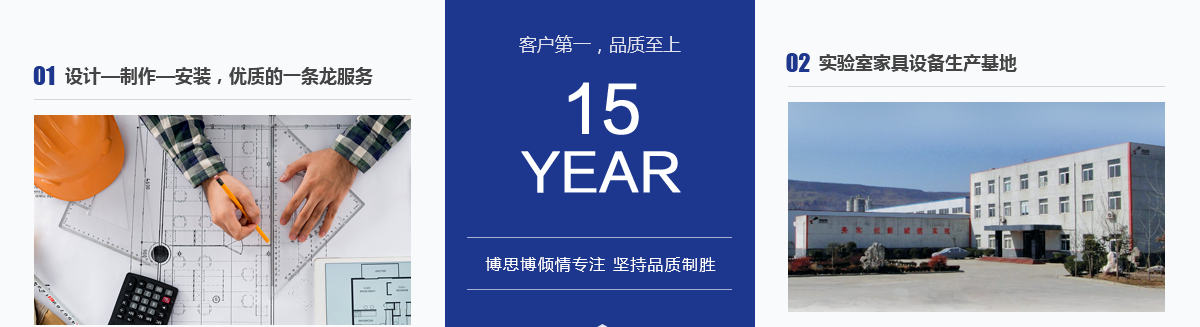 01 设计—制作—安装，优质的一条龙服务
客户第一，品质至上
15
YEAR
博思博倾情专注 坚持品质制胜
02 实验室家具设备生产基地